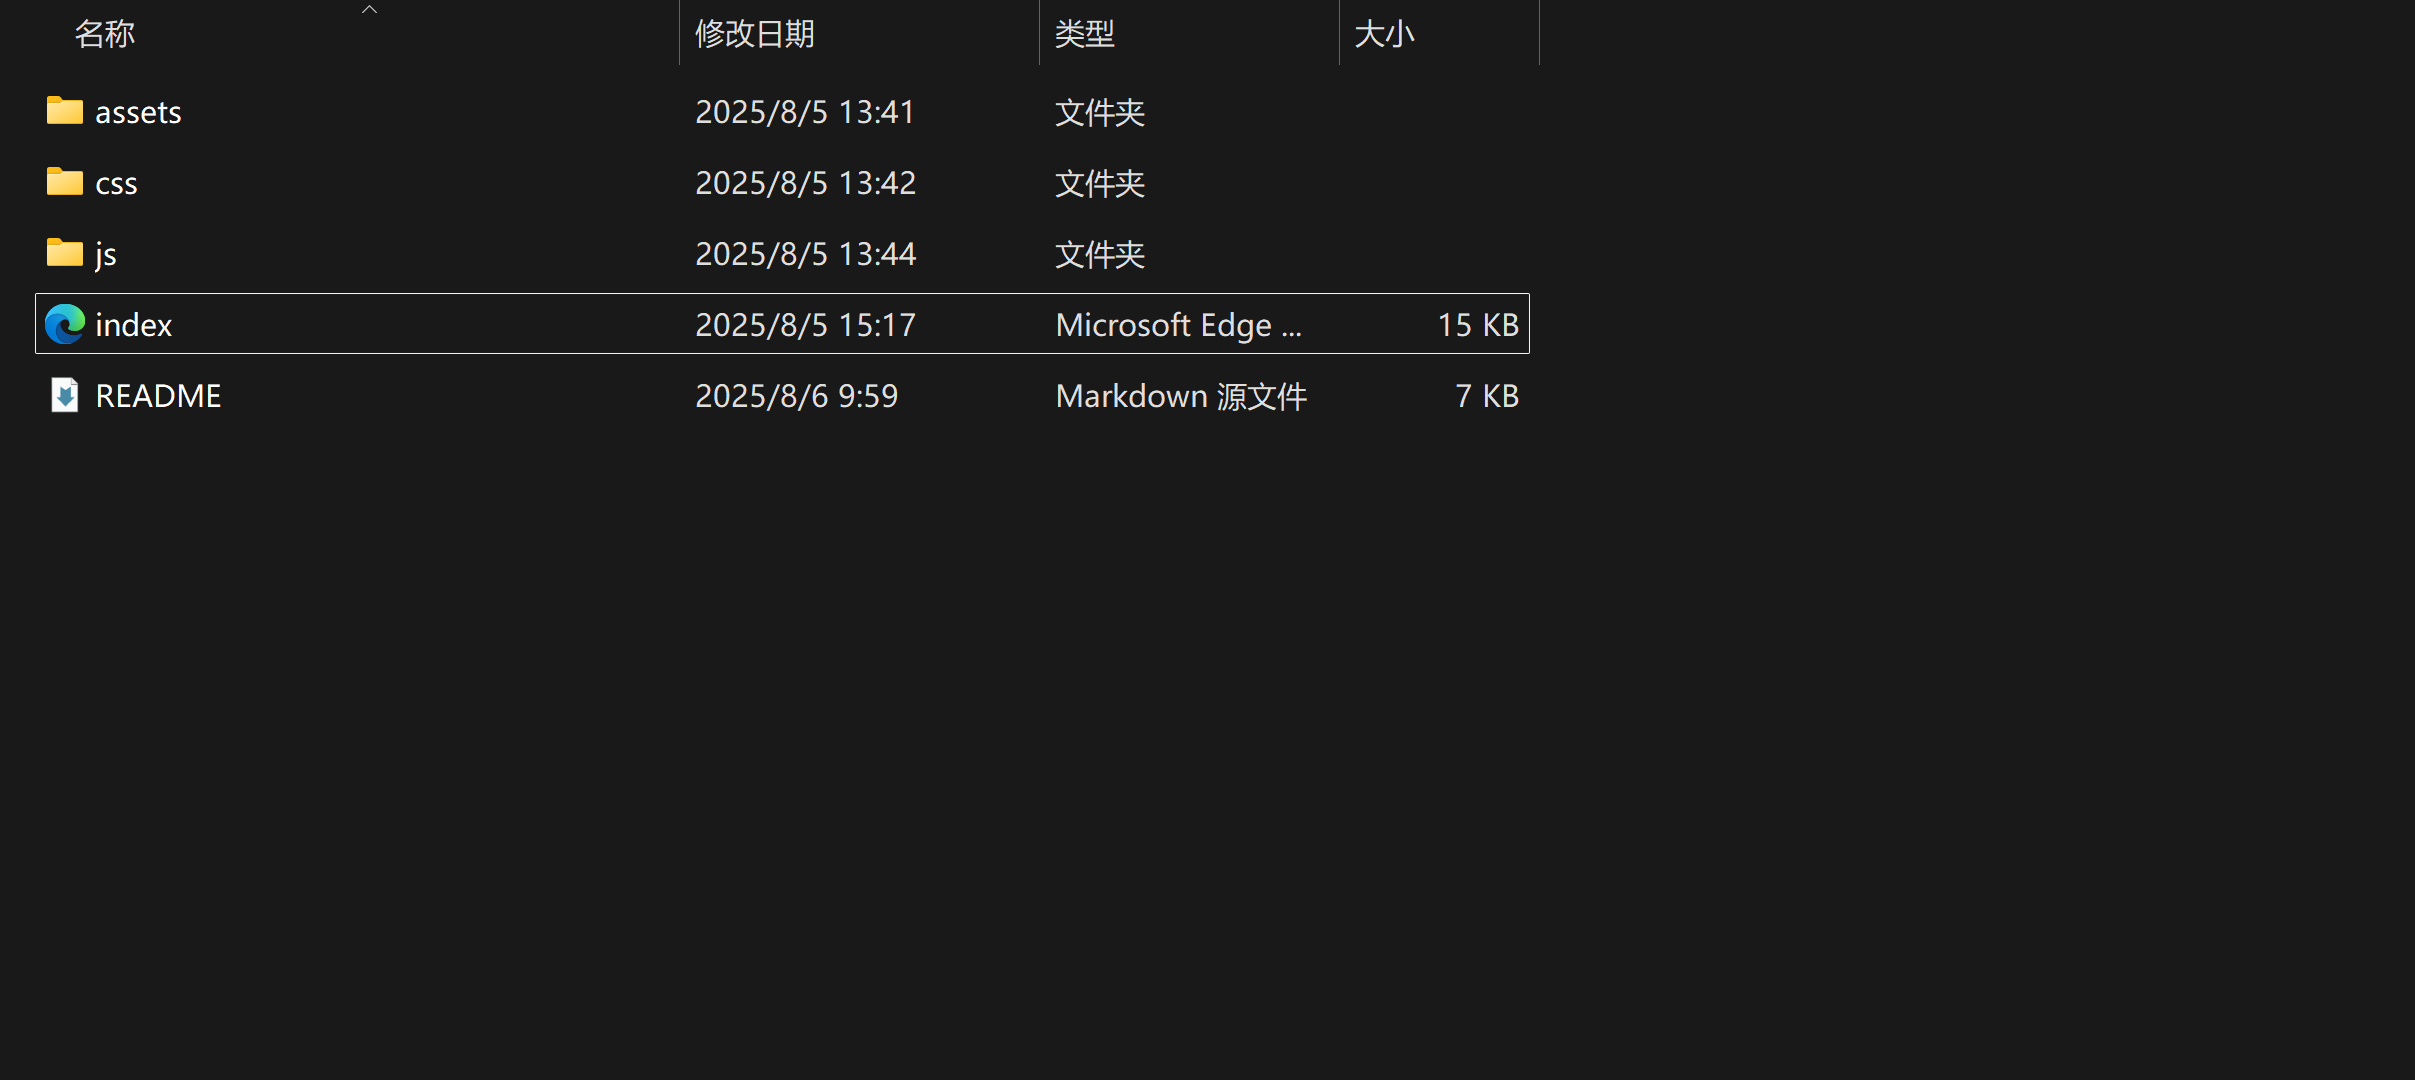 名称 修改日期 类型 大小
assets 2025/8/5 13:41 文件夹
css 2025/8/5 13:42 文件夹
js 2025/8/5 13:44 文件夹
index 2025/8/5 15:17 Microsoft Edge ... 15 KB
README 2025/8/6 9:59 Markdown 源文件 7 KB